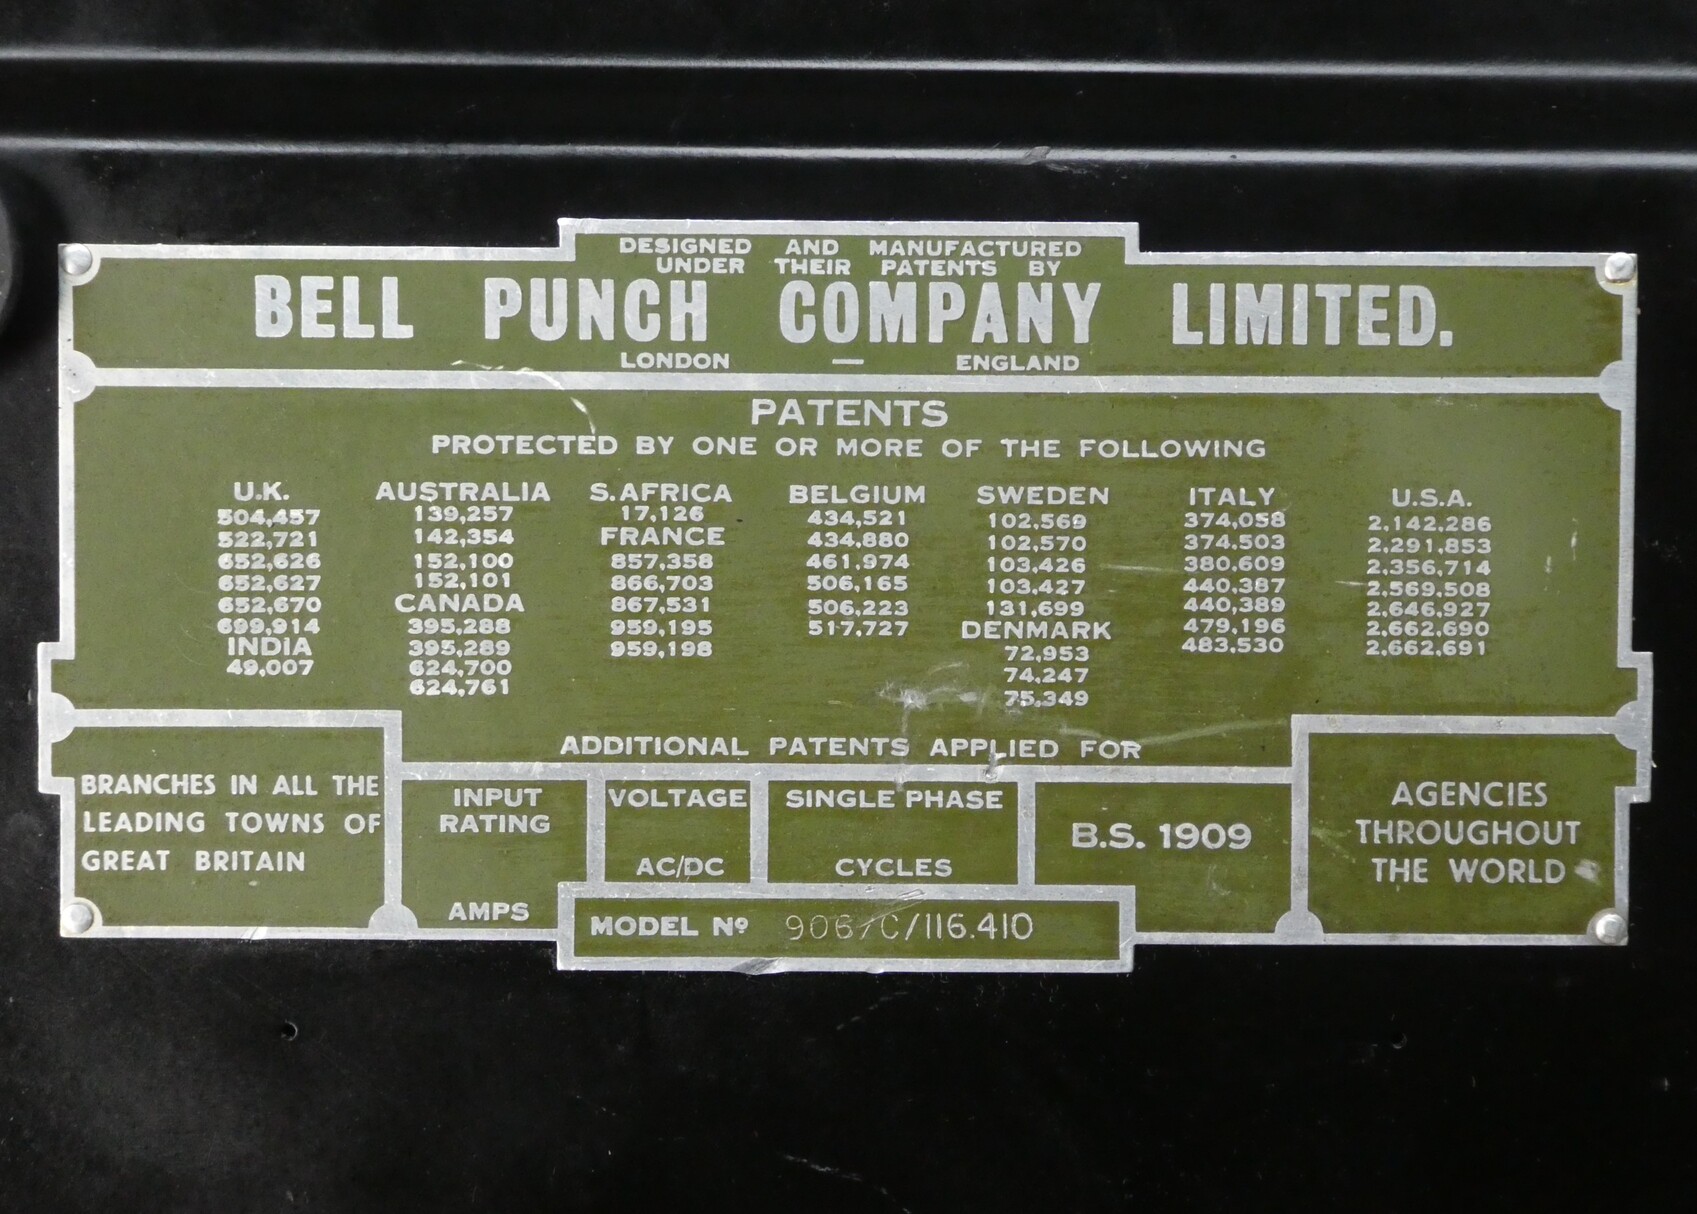 DESIGNED AND MANUFACTURED
UNDER THEIR PATENTS BY
BELL PUNCH COMPANY LIMITED.
LONDON — ENGLAND
PATENTS
PROTECTED BY ONE OR MORE OF THE FOLLOWING
U.K.
504,457
522,721
652,626
652,627
652,670
699,914
INDIA
49,007
AUSTRALIA
139,257
142,354
152,100
152,101
CANADA
395,288
395,289
624,700
624,761
S.AFRICA
17,126
FRANCE
857,358
866,703
867,531
959,195
959,198
BELGIUM
434,521
434,880
461,974
506,165
506,223
517,727
SWEDEN
102,569
102,570
103,426
103,427
131,699
DENMARK
72,953
74,247
75,349
ITALY
374,058
374,503
380,609
440,387
440,389
479,196
483,530
U.S.A.
2,142,286
2,291,853
2,356,714
2,569,508
2,646,927
2,662,690
2,662,691
ADDITIONAL PATENTS APPLIED FOR
BRANCHES IN ALL THE
LEADING TOWNS OF
GREAT BRITAIN
INPUT
RATING
AMPS
VOLTAGE
AC/DC
SINGLE PHASE
CYCLES
B.S. 1909
AGENCIES
THROUGHOUT
THE WORLD
MODEL Nº 906/C/116.410